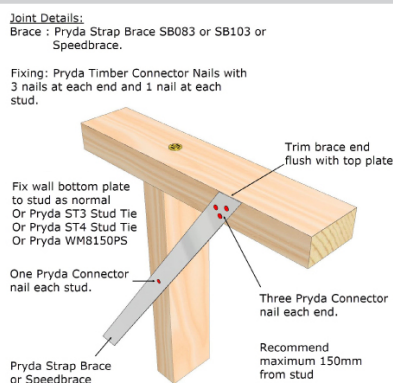 Joint Details:
Brace : Pryda Strap Brace SB083 or SB103 or
Speedbrace.
Fixing: Pryda Timber Connector Nails with
3 nails at each end and 1 nail at each
stud.
Trim brace end
flush with top plate
Fix wall bottom plate
to stud as normal
Or Pryda ST3 Stud Tie
Or Pryda ST4 Stud Tie
Or Pryda WM8150PS
One Pryda Connector
nail each stud.
Three Pryda Connector
nail each end.
Recommend
maximum 150mm
from stud
Pryda Strap Brace
or Speedbrace